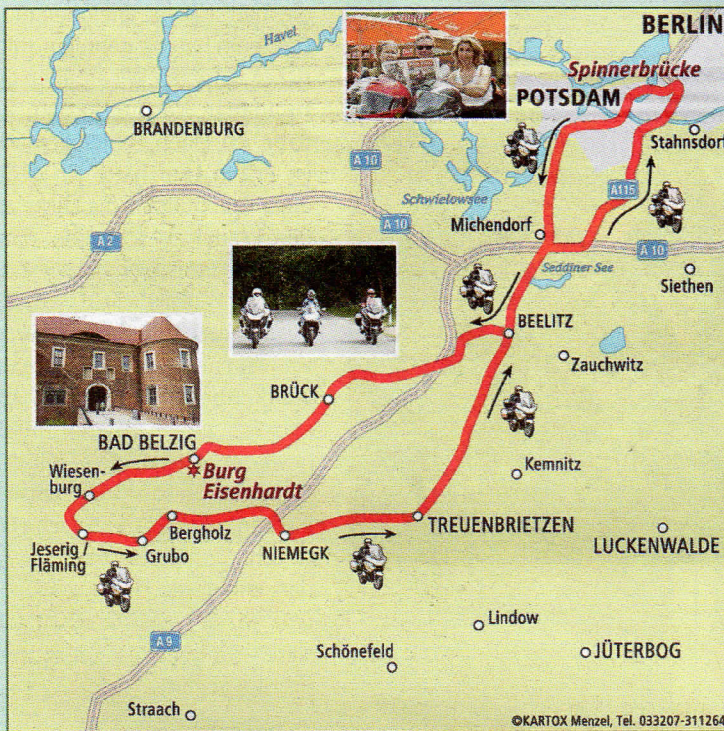 BERLIN
Havel
Spinnerbrücke
POTSDAM
BRANDENBURG
Stahnsdorf
A 10
A115
Schwielowsee
Michendorf
A 2
A 10
A 10
Seddiner See
Siethen
BEELITZ
Zauchwitz
BRÜCK
BAD BELZIG
Burg
Eisenhardt
Wiesen-
burg
Kemnitz
Bergholz
TREUENBRIETZEN
Jeserig /
Fläming
Grubo
NIEMEGK
LUCKENWALDE
A 9
Lindow
Schönefeld
JÜTERBOG
Straach
©KARTOX Menzel, Tel. 033207-311264